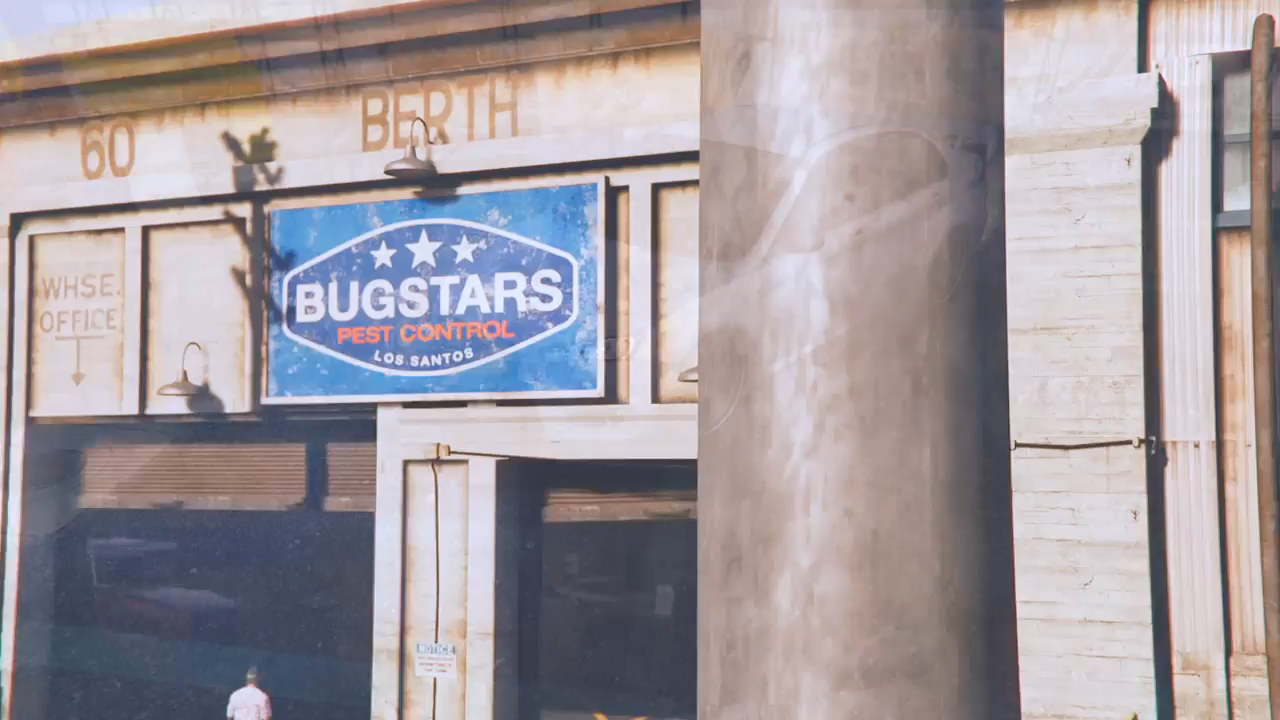 60 BERTH
WHSE.
OFFICE
BUGSTARS
PEST CONTROL
LOS SANTOS
NOTICE